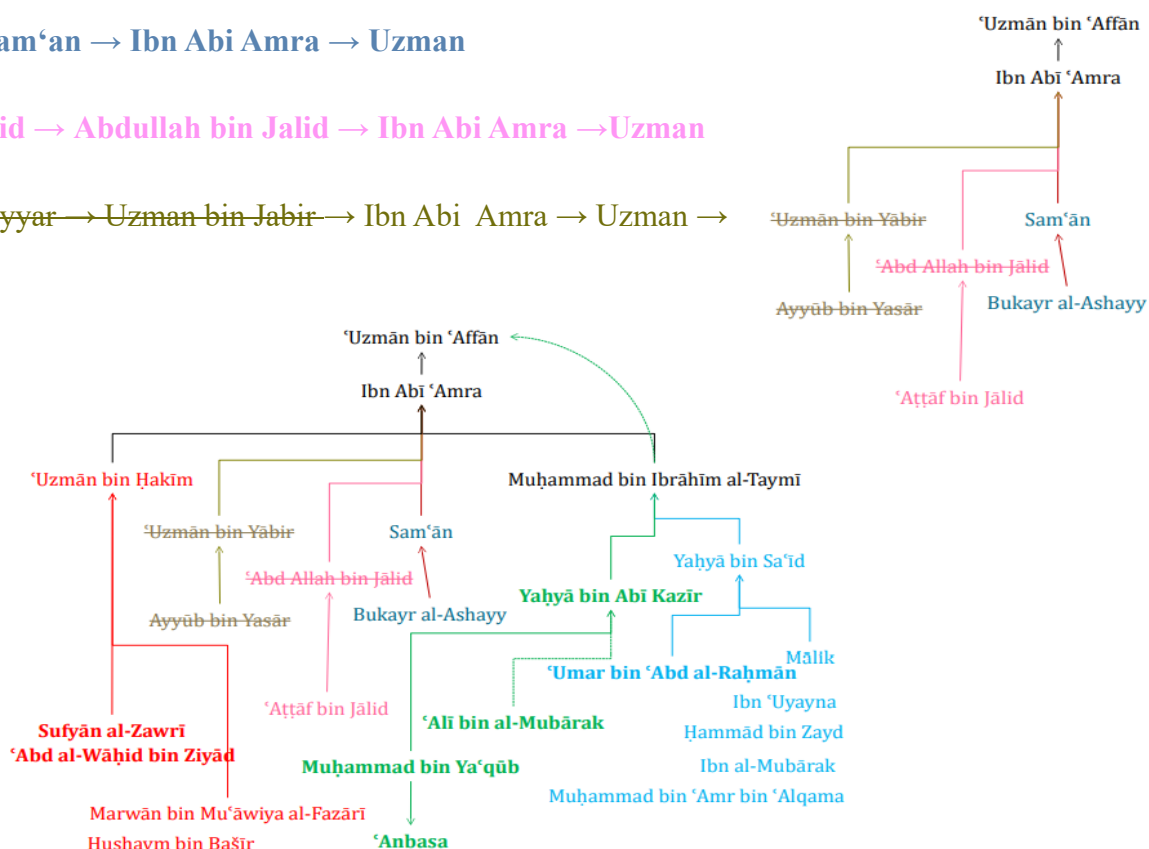 am‘an → Ibn Abi Amra → Uzman
id → Abdullah bin Jalid → Ibn Abi Amra →Uzman
yyar → Uzman bin Jabir → Ibn Abi Amra → Uzman →
ʿUzmān bin ʿAffān
Ibn Abī ʿAmra
ʿUzmān bin Yābir
Samʿān
ʿAbd Allah bin Jālid
Ayyūb bin Yasār
Bukayr al-Ashayy
ʿAṭṭāf bin Jālid
ʿUzmān bin ʿAffān
Ibn Abī ʿAmra
ʿUzmān bin Ḥakīm
Muḥammad bin Ibrāhīm al-Taymī
ʿUzmān bin Yābir
Samʿān
Yaḥyā bin Saʿīd
ʿAbd Allah bin Jālid
Yaḥyā bin Abī Kazīr
Ayyūb bin Yasār
Bukayr al-Ashayy
Mālik
ʿUmar bin ʿAbd al-Raḥmān
Ibn ʿUyayna
ʿAṭṭāf bin Jālid
ʿAlī bin al-Mubārak
Sufyān al-Zawrī
Ḥammād bin Zayd
ʿAbd al-Wāḥid bin Ziyād
Muḥammad bin Yaʿqūb
Ibn al-Mubārak
Muḥammad bin ʿAmr bin ʿAlqama
Marwān bin Muʿāwiya al-Fazārī
ʿAnbasa
Hushaym bin Bašīr